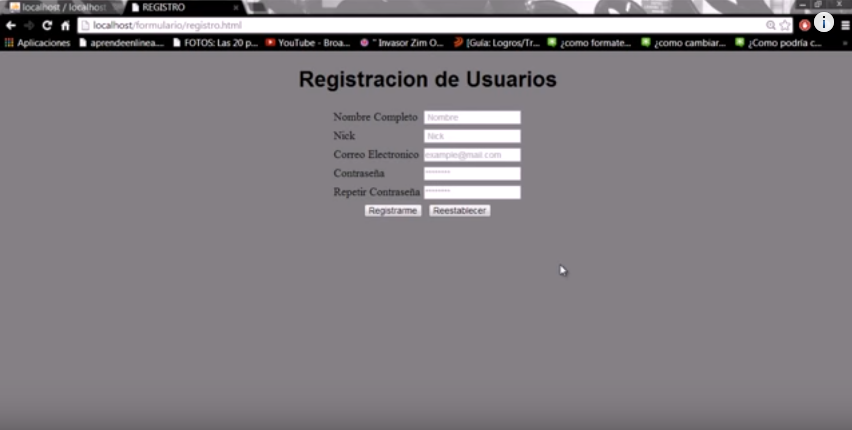 localhost / localhost
REGISTRO
localhost/formulario/registro.html
Aplicaciones
aprendeenlinea....
FOTOS: Las 20 p...
YouTube - Broa...
" Invasor Zim O...
[Guía: Logros/Tr...
¿como formate...
¿como cambiar...
¿Como podría c...
»
Registracion de Usuarios
Nombre Completo Nombre
Nick Nick
Correo Electronico example@mail.com
Contraseña ********
Repetir Contraseña ********
Registrarme Reestablecer